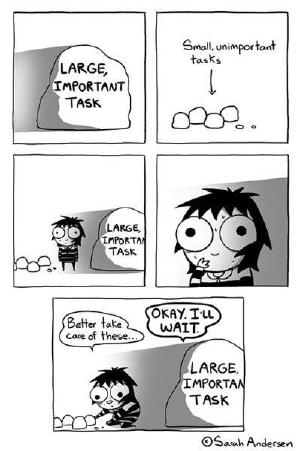 LARGE,
IMPORTANT
TASK
Small, unimportant
tasks
LARGE,
IMPORTA
TASK
Better take
care of these...
OKAY. I'LL
WAIT.
LARGE,
IMPORTAN
TASK
©Sarah Andersen